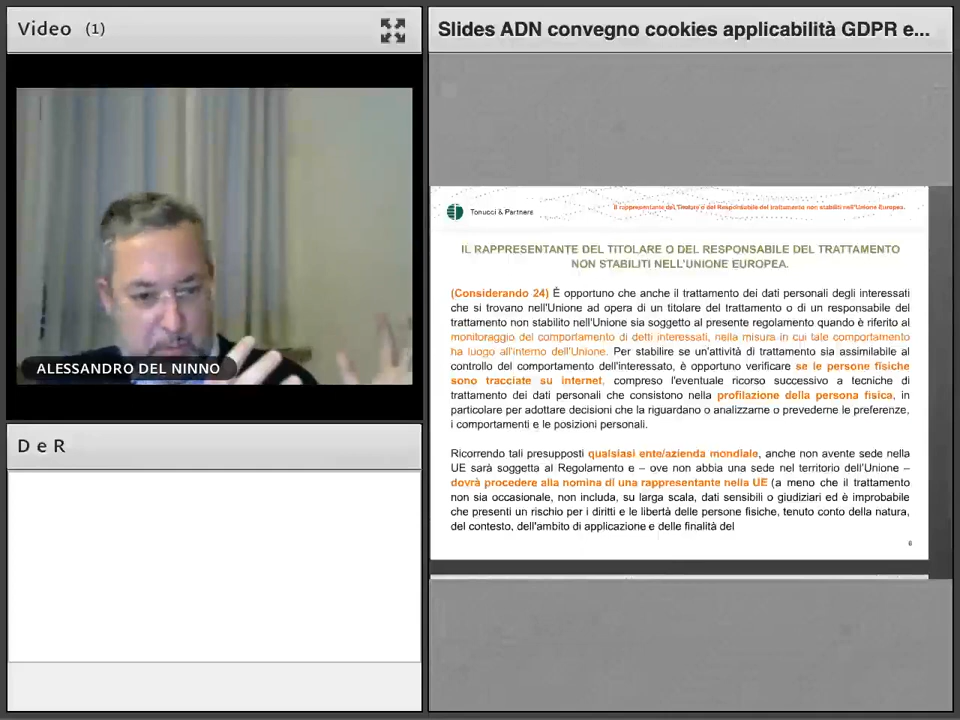 Video (1)
Slides ADN convegno cookies applicabilità GDPR e...
ALESSANDRO DEL NINNO
D e R
Tonucci & Partners
Il rappresentante del Titolare o del Responsabile del trattamento non stabiliti nell'Unione Europea.
IL RAPPRESENTANTE DEL TITOLARE O DEL RESPONSABILE DEL TRATTAMENTO
NON STABILITI NELL'UNIONE EUROPEA.
(Considerando 24) È opportuno che anche il trattamento dei dati personali degli interessati
che si trovano nell'Unione ad opera di un titolare del trattamento o di un responsabile del
trattamento non stabilito nell'Unione sia soggetto al presente regolamento quando è riferito al
monitoraggio del comportamento di detti interessati, nella misura in cui tale comportamento
ha luogo all'interno dell'Unione. Per stabilire se un'attività di trattamento sia assimilabile al
controllo del comportamento dell'interessato, è opportuno verificare se le persone fisiche
sono tracciate su internet, compreso l'eventuale ricorso successivo a tecniche di
trattamento dei dati personali che consistono nella profilazione della persona fisica, in
particolare per adottare decisioni che la riguardano o analizzarne o prevederne le preferenze,
i comportamenti e le posizioni personali.
Ricorrendo tali presupposti qualsiasi ente/azienda mondiale, anche non avente sede nella
UE sarà soggetta al Regolamento e – ove non abbia una sede nel territorio dell'Unione –
dovrà procedere alla nomina di una rappresentante nella UE (a meno che il trattamento
non sia occasionale, non includa, su larga scala, dati sensibili o giudiziari ed è improbabile
che presenti un rischio per i diritti e le libertà delle persone fisiche, tenuto conto della natura,
del contesto, dell'ambito di applicazione e delle finalità del
6